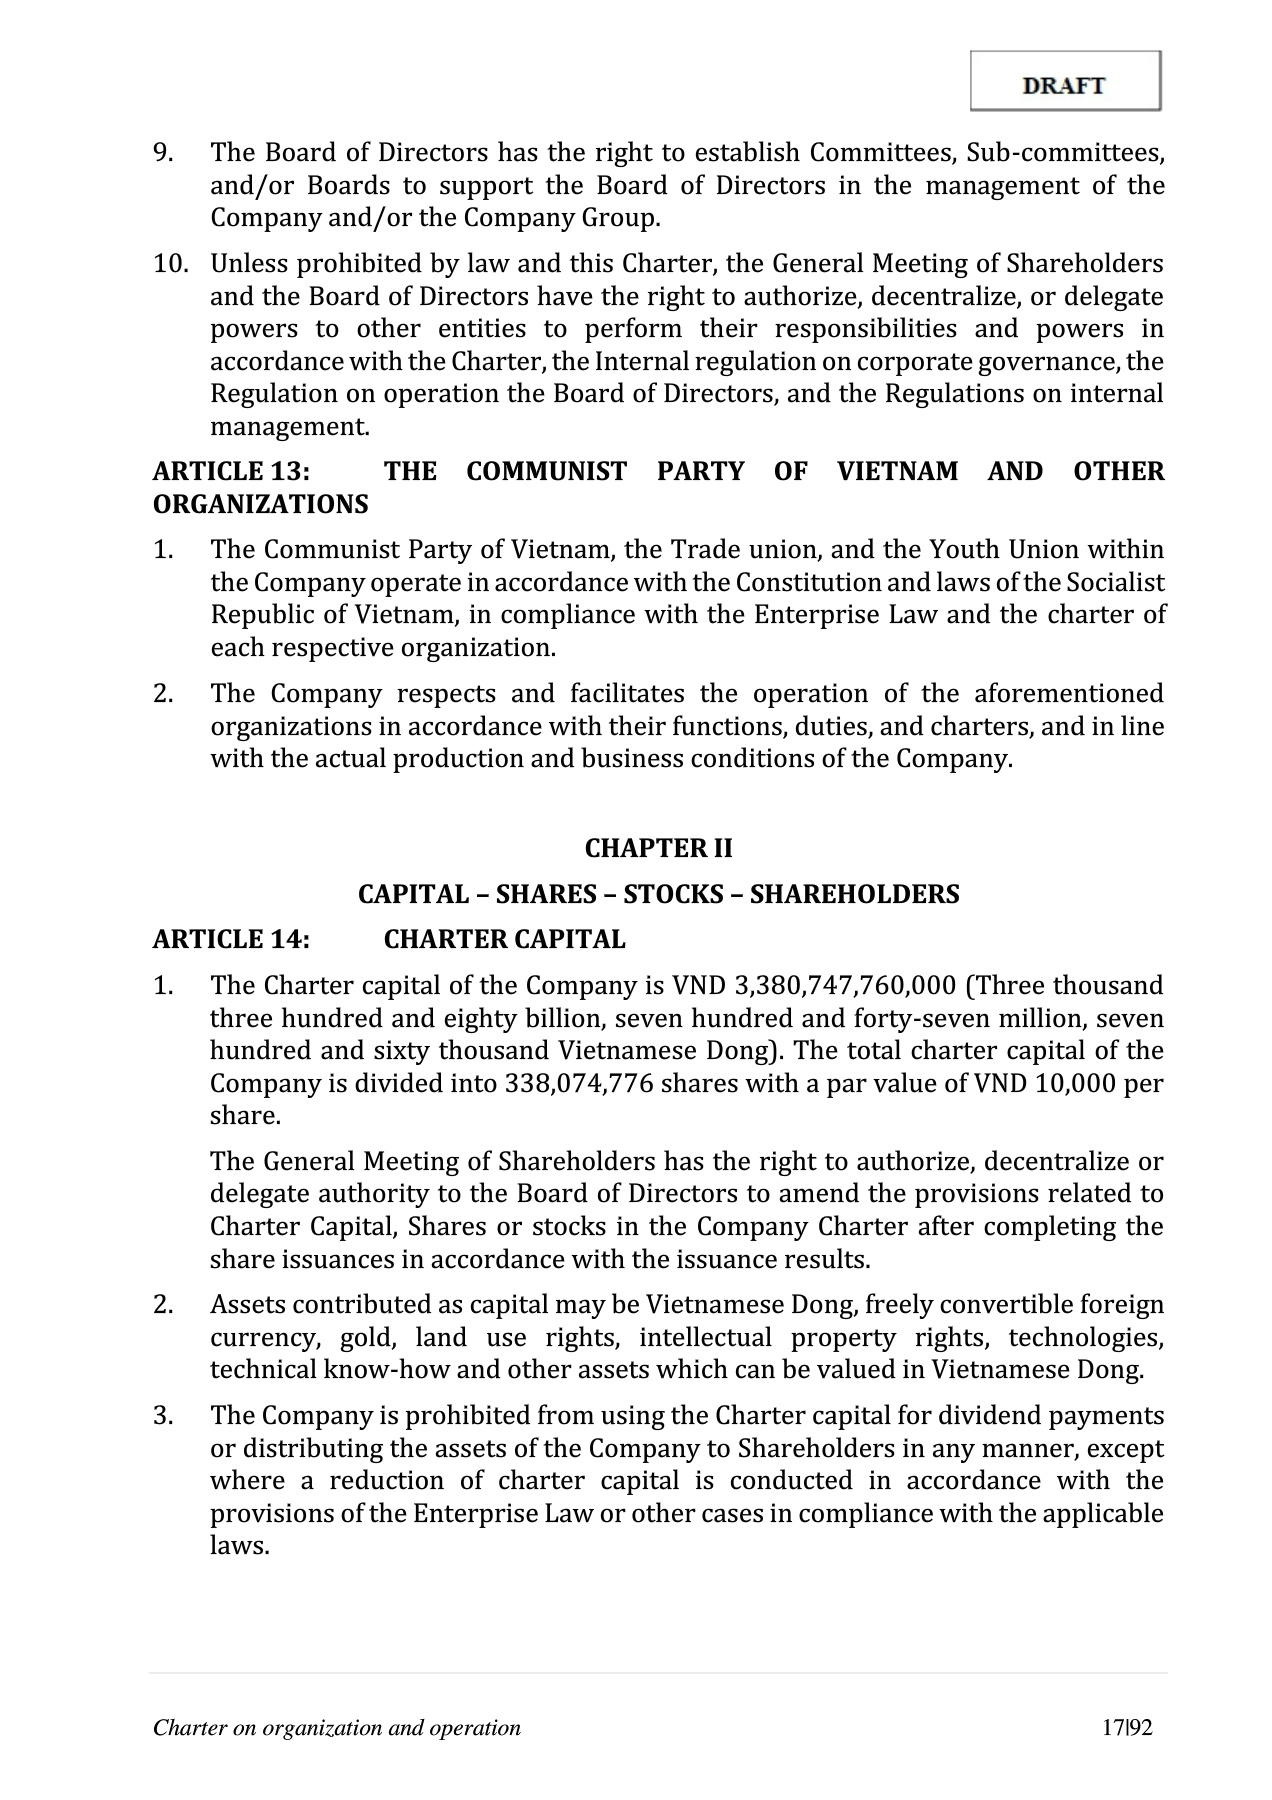 DRAFT
9. The Board of Directors has the right to establish Committees, Sub-committees,
and/or Boards to support the Board of Directors in the management of the
Company and/or the Company Group.
10. Unless prohibited by law and this Charter, the General Meeting of Shareholders
and the Board of Directors have the right to authorize, decentralize, or delegate
powers to other entities to perform their responsibilities and powers in
accordance with the Charter, the Internal regulation on corporate governance, the
Regulation on operation the Board of Directors, and the Regulations on internal
management.
ARTICLE 13: THE COMMUNIST PARTY OF VIETNAM AND OTHER
ORGANIZATIONS
1. The Communist Party of Vietnam, the Trade union, and the Youth Union within
the Company operate in accordance with the Constitution and laws of the Socialist
Republic of Vietnam, in compliance with the Enterprise Law and the charter of
each respective organization.
2. The Company respects and facilitates the operation of the aforementioned
organizations in accordance with their functions, duties, and charters, and in line
with the actual production and business conditions of the Company.
CHAPTER II
CAPITAL – SHARES – STOCKS – SHAREHOLDERS
ARTICLE 14: CHARTER CAPITAL
1. The Charter capital of the Company is VND 3,380,747,760,000 (Three thousand
three hundred and eighty billion, seven hundred and forty-seven million, seven
hundred and sixty thousand Vietnamese Dong). The total charter capital of the
Company is divided into 338,074,776 shares with a par value of VND 10,000 per
share.
The General Meeting of Shareholders has the right to authorize, decentralize or
delegate authority to the Board of Directors to amend the provisions related to
Charter Capital, Shares or stocks in the Company Charter after completing the
share issuances in accordance with the issuance results.
2. Assets contributed as capital may be Vietnamese Dong, freely convertible foreign
currency, gold, land use rights, intellectual property rights, technologies,
technical know-how and other assets which can be valued in Vietnamese Dong.
3. The Company is prohibited from using the Charter capital for dividend payments
or distributing the assets of the Company to Shareholders in any manner, except
where a reduction of charter capital is conducted in accordance with the
provisions of the Enterprise Law or other cases in compliance with the applicable
laws.
Charter on organization and operation 17|92